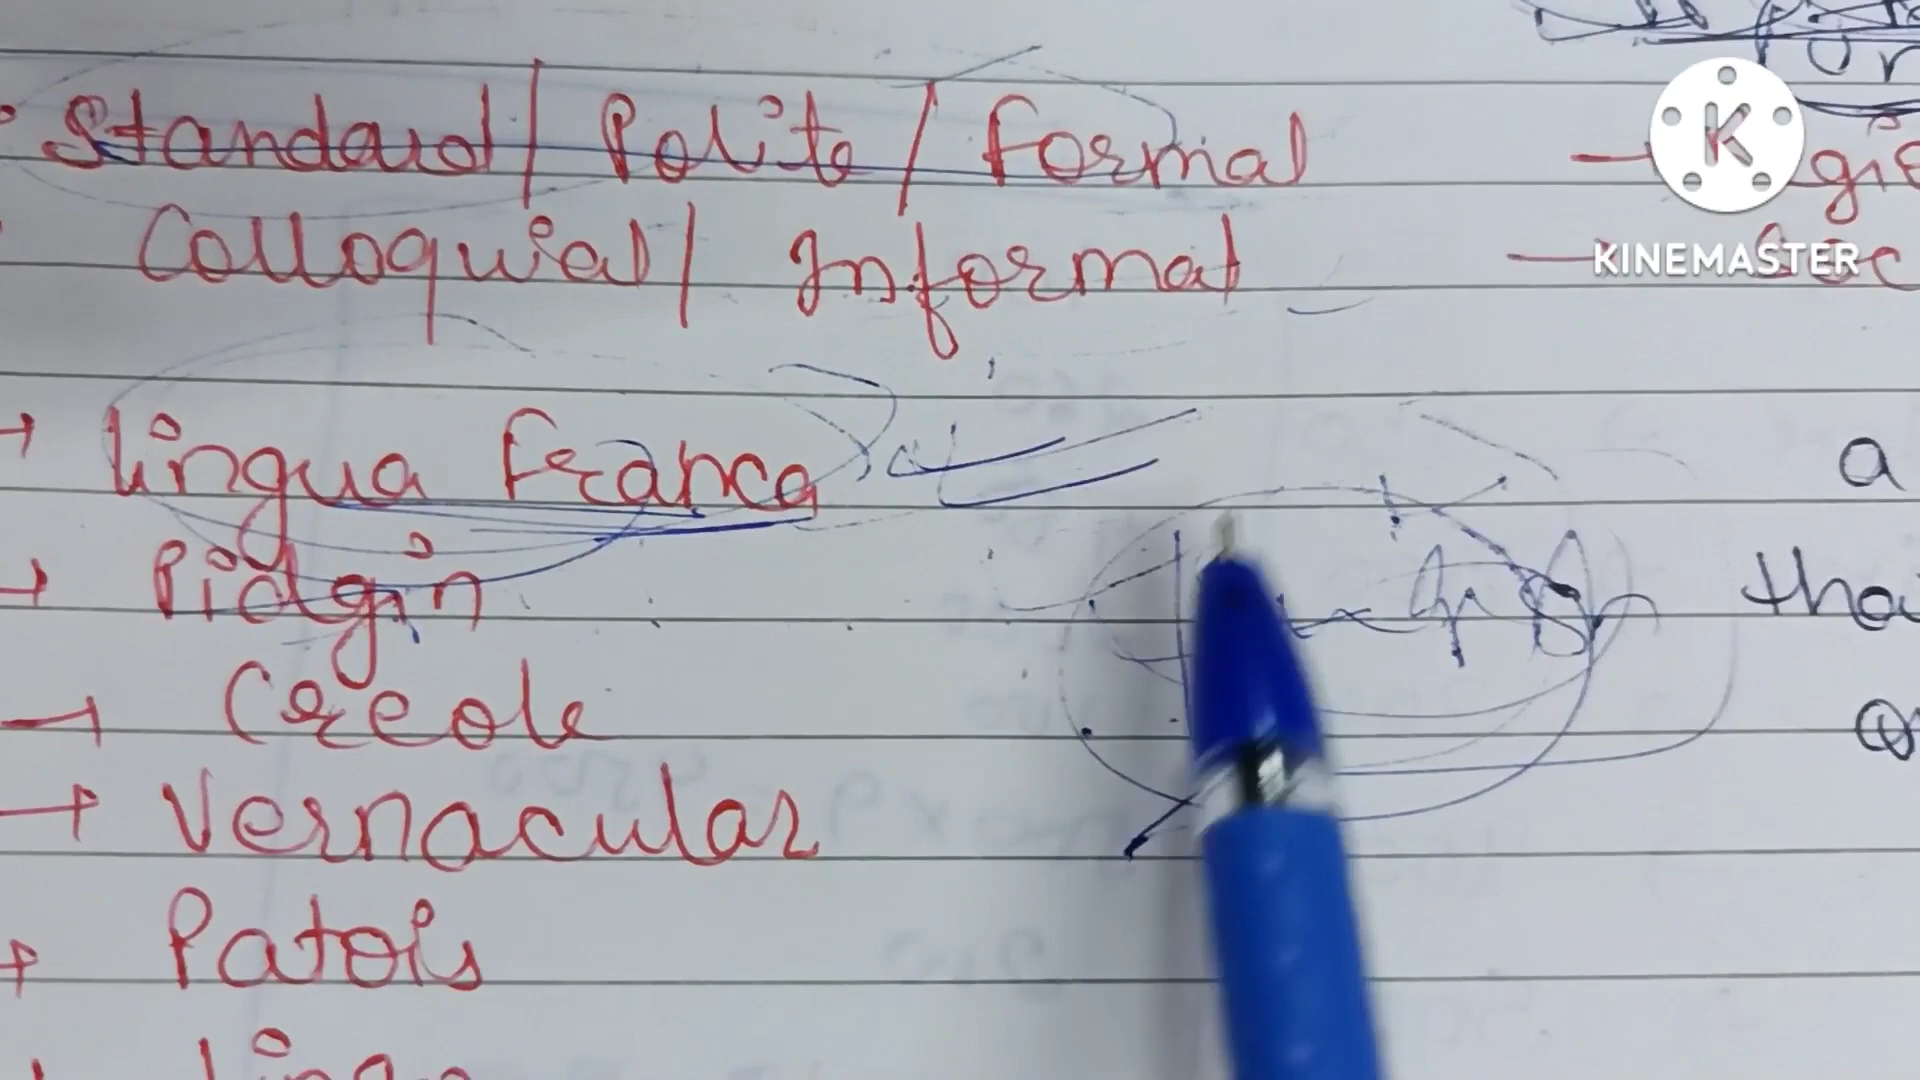 Standard / Polite / Formal
Colloquial / Informal
KINEMASTER
→ lingua franca
a
→ Pidgin
→ Creole
→ Vernacular
→ Patois